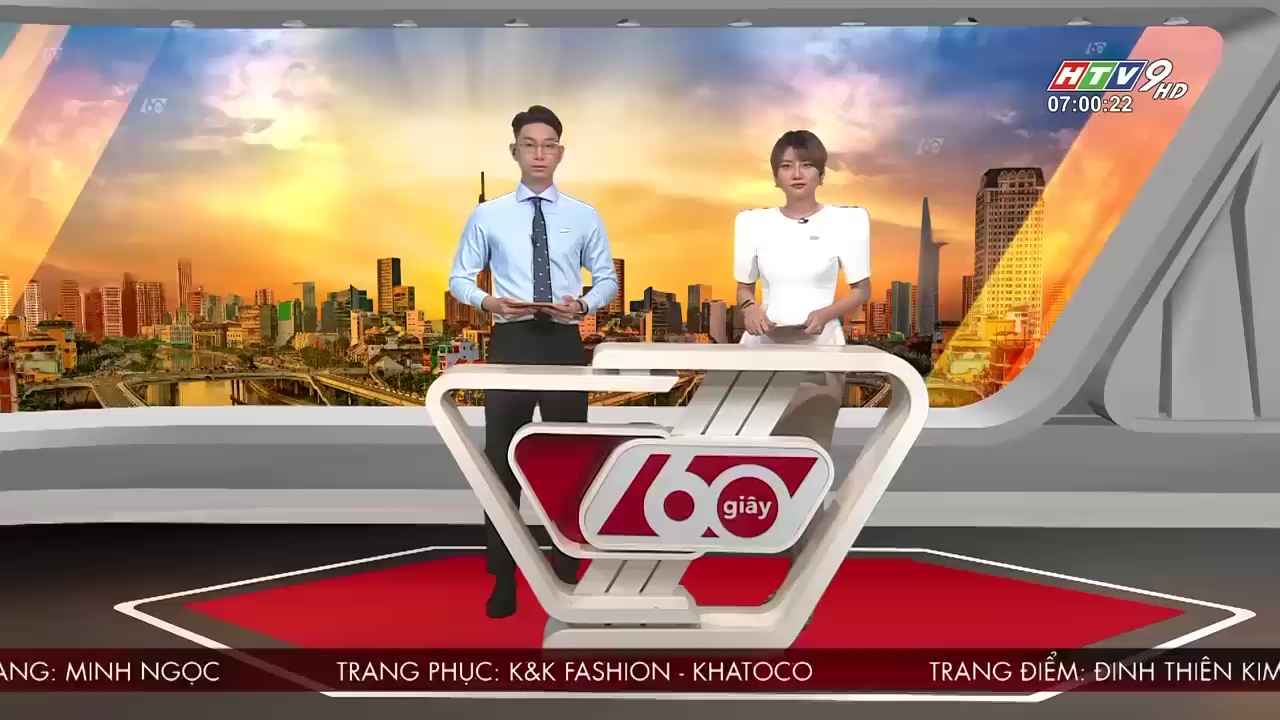 HTV9 HD
07:00:22
60 giây
ANG: MINH NGỌC TRANG PHỤC: K&K FASHION - KHATOCO TRANG ĐIỂM: ĐINH THIÊN KIM